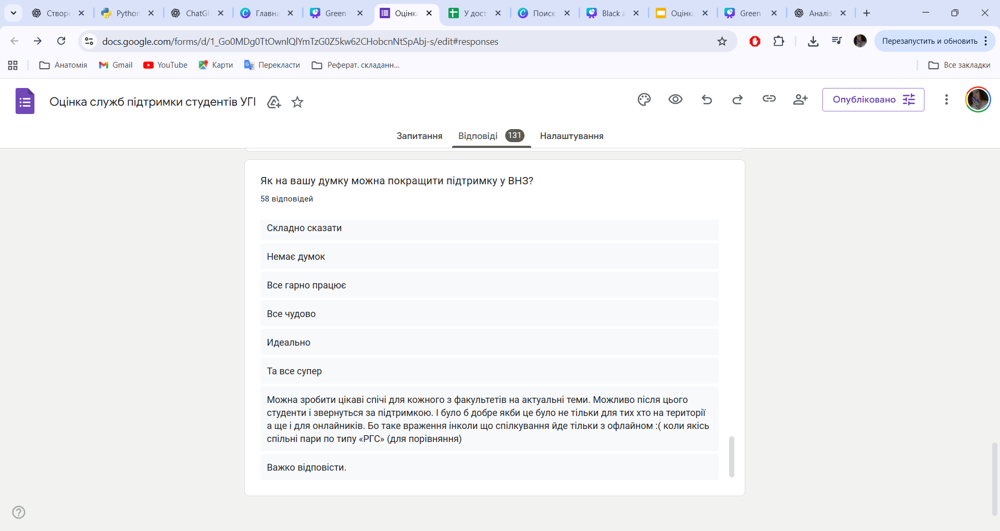 Створе
Python
ChatGP
Главна
Green
Оцінка
У дост
Поиск
Black a
Оцінка
Green
Аналіз
docs.google.com/forms/d/1_Go0MDg0TtOwnlQlYmTzG0Z5kw62CHobcnNtSpAbj-s/edit#responses
Перезапустить и обновить
Анатомія
Gmail
YouTube
Карти
Перекласти
Реферат. складанн...
Все закладки
Оцінка служб підтримки студентів УГІ
Опубліковано
Запитання
Відповіді 131
Налаштування
Як на вашу думку можна покращити підтримку у ВНЗ?
58 відповідей
Складно сказати
Немає думок
Все гарно працює
Все чудово
Идеально
Та все супер
Можна зробити цікаві спічі для кожного з факультетів на актуальні теми. Можливо після цього
студенти і звернуться за підтримкою. І було б добре якби це було не тільки для тих хто на території
а ще і для онлайників. Бо таке враження інколи що спілкування йде тільки з офлайном :( коли якісь
спільні пари по типу «РГС» (для порівняння)
Важко відповісти.